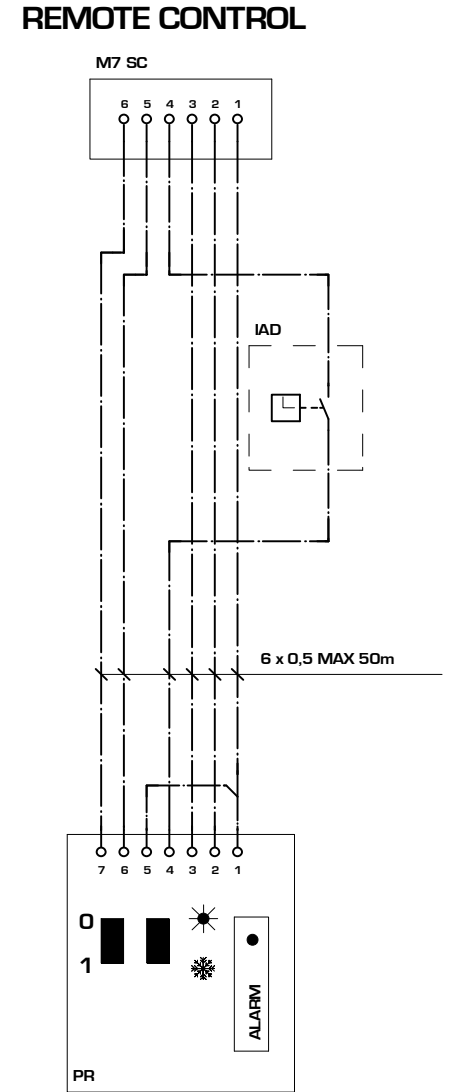 REMOTE CONTROL
M7 SC
6 5 4 3 2 1
IAD
6 x 0,5 MAX 50m
7 6 5 4 3 2 1
0
1
ALARM
PR